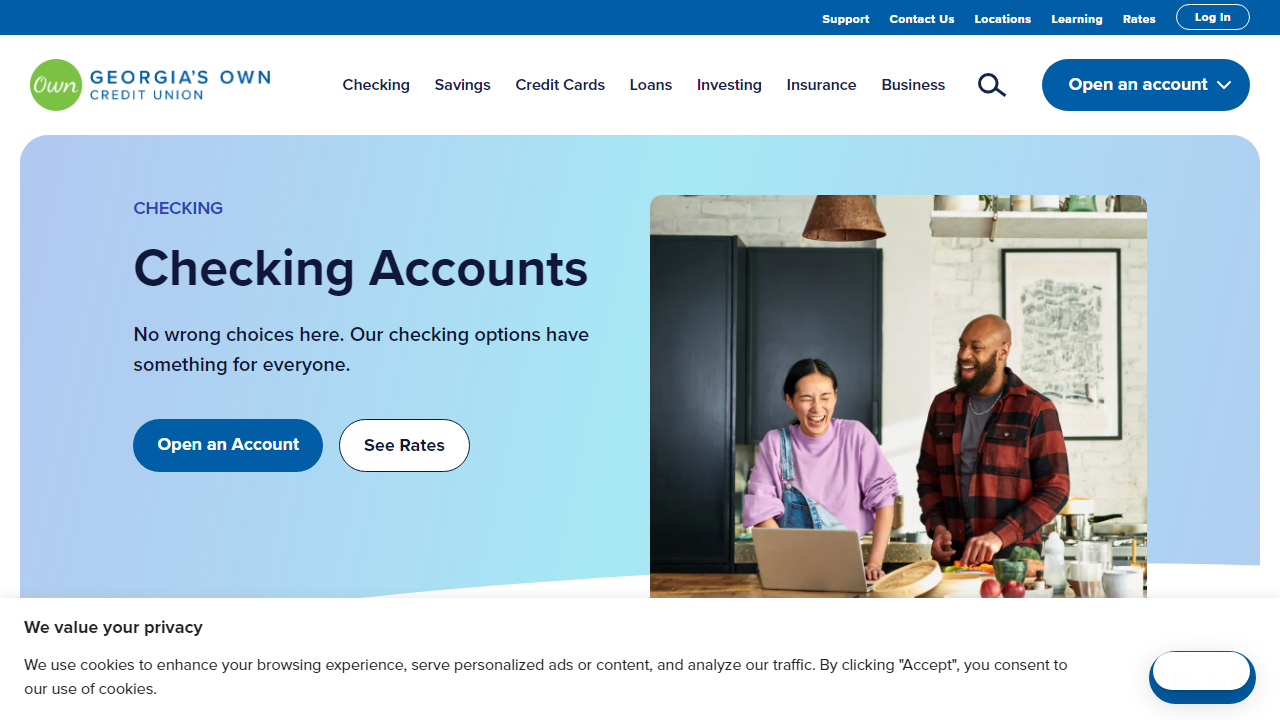 Support Contact Us Locations Learning Rates Log In
Own GEORGIA'S OWN
CREDIT UNION
Checking Savings Credit Cards Loans Investing Insurance Business Open an account
CHECKING
Checking Accounts
No wrong choices here. Our checking options have
something for everyone.
Open an Account See Rates
We value your privacy
We use cookies to enhance your browsing experience, serve personalized ads or content, and analyze our traffic. By clicking "Accept", you consent to
our use of cookies.